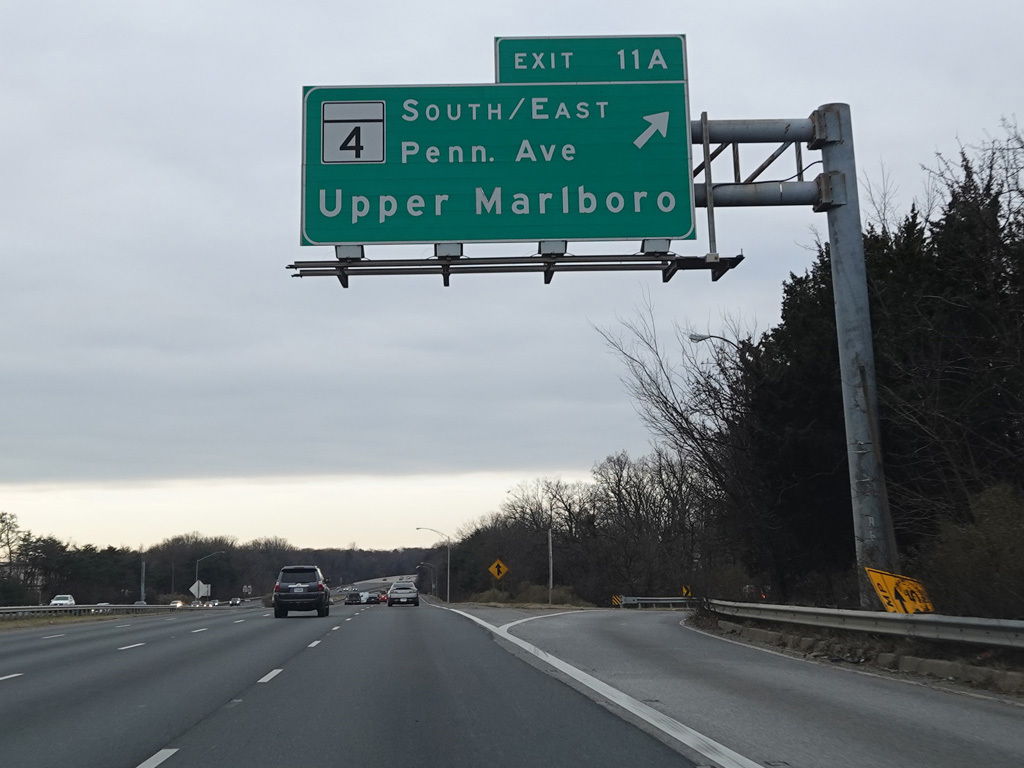 EXIT 11A
4
SOUTH/EAST
Penn. Ave
Upper Marlboro